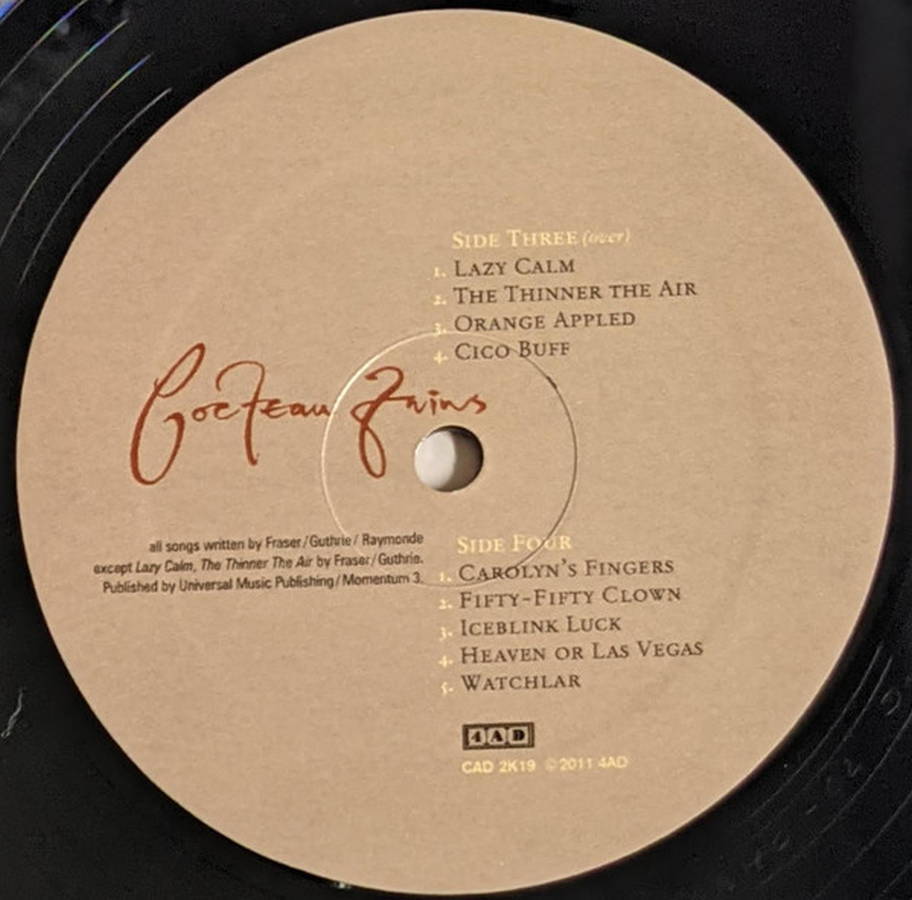 SIDE THREE (over)
1. LAZY CALM
2. THE THINNER THE AIR
3. ORANGE APPLED
4. CICO BUFF
Cocteau Twins
all songs written by Fraser/Guthrie/Raymonde
except Lazy Calm, The Thinner The Air by Fraser/Guthrie.
Published by Universal Music Publishing/Momentum 3.
SIDE FOUR
1. CAROLYN'S FINGERS
2. FIFTY-FIFTY CLOWN
3. ICEBLINK LUCK
4. HEAVEN OR LAS VEGAS
5. WATCHLAR
4AD
CAD 2K19 ©2011 4AD